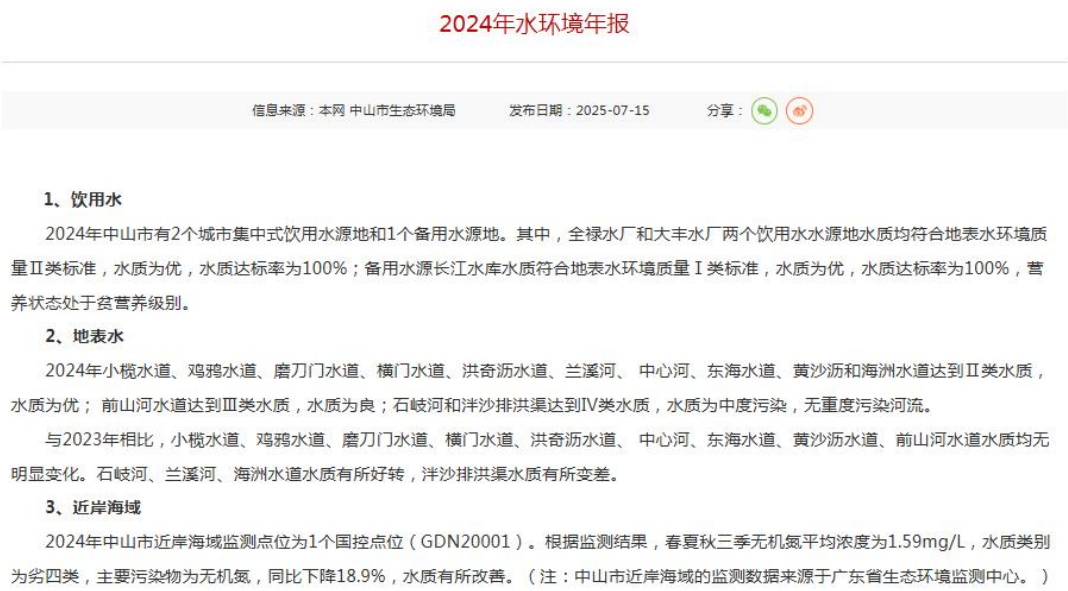 2024年水环境年报
信息来源：本网 中山市生态环境局 发布日期：2025-07-15 分享：
1、饮用水
2024年中山市有2个城市集中式饮用水源地和1个备用水源地。其中，全禄水厂和大丰水厂两个饮用水水源地水质均符合地表水环境质
量Ⅱ类标准，水质为优，水质达标率为100%；备用水源长江水库水质符合地表水环境质量Ⅰ类标准，水质为优，水质达标率为100%，营
养状态处于贫营养级别。
2、地表水
2024年小榄水道、鸡鸦水道、磨刀门水道、横门水道、洪奇沥水道、兰溪河、 中心河、东海水道、黄沙沥和海洲水道达到Ⅱ类水质，
水质为优； 前山河水道达到Ⅲ类水质，水质为良；石岐河和泮沙排洪渠达到Ⅳ类水质，水质为中度污染，无重度污染河流。
与2023年相比，小榄水道、鸡鸦水道、磨刀门水道、横门水道、洪奇沥水道、 中心河、东海水道、黄沙沥水道、前山河水道水质均无
明显变化。石岐河、兰溪河、海洲水道水质有所好转，泮沙排洪渠水质有所变差。
3、近岸海域
2024年中山市近岸海域监测点位为1个国控点位（GDN20001）。根据监测结果，春夏秋三季无机氮平均浓度为1.59mg/L，水质类别
为劣四类，主要污染物为无机氮，同比下降18.9%，水质有所改善。（注：中山市近岸海域的监测数据来源于广东省生态环境监测中心。）